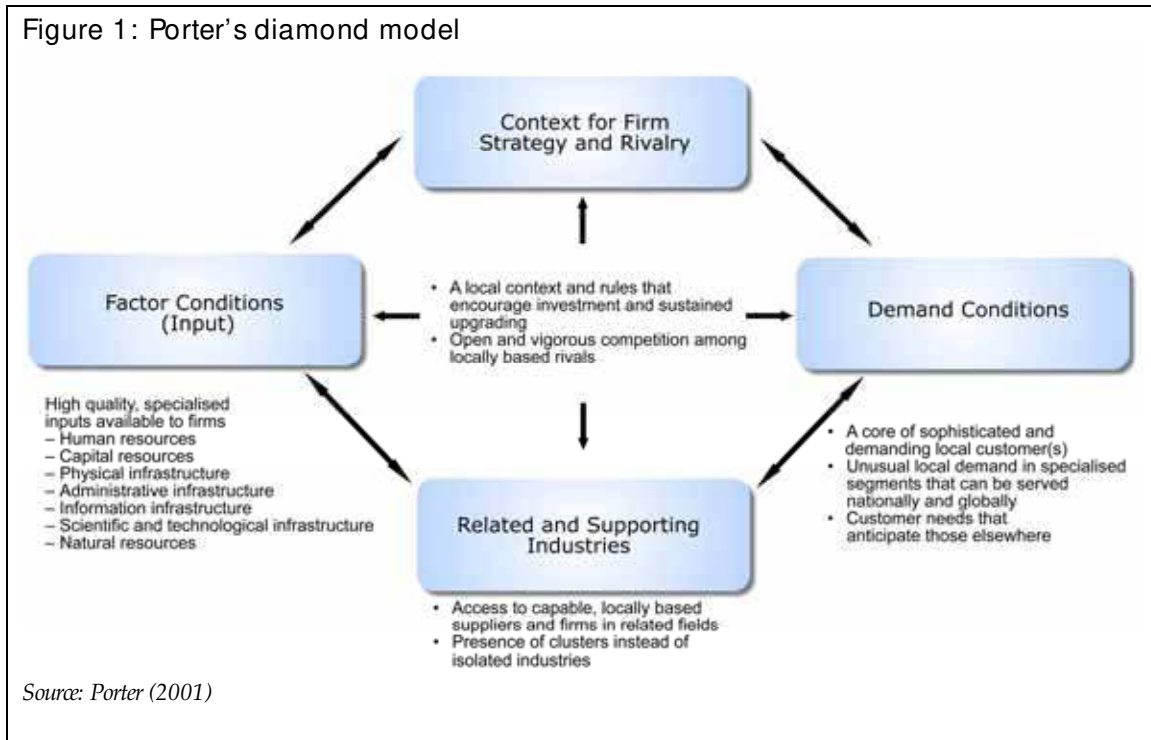 Figure 1: Porter's diamond model
Context for Firm
Strategy and Rivalry
Factor Conditions
(Input)
• A local context and rules that
encourage investment and sustained
upgrading
• Open and vigorous competition among
locally based rivals
Demand Conditions
High quality, specialised
inputs available to firms
– Human resources
– Capital resources
– Physical infrastructure
– Administrative infrastructure
– Information infrastructure
– Scientific and technological infrastructure
– Natural resources
• A core of sophisticated and
demanding local customer(s)
• Unusual local demand in specialised
segments that can be served
nationally and globally
• Customer needs that
anticipate those elsewhere
Related and Supporting
Industries
• Access to capable, locally based
suppliers and firms in related fields
• Presence of clusters instead of
isolated industries
Source: Porter (2001)